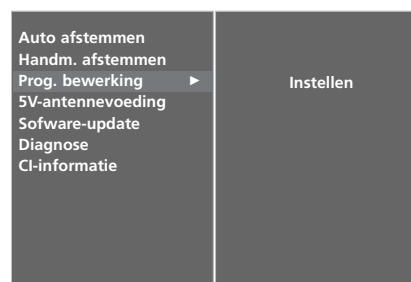 Auto afstemmen
Handm. afstemmen
Prog. bewerking ►
Instellen
5V-antennevoeding
Sofware-update
Diagnose
CI-informatie